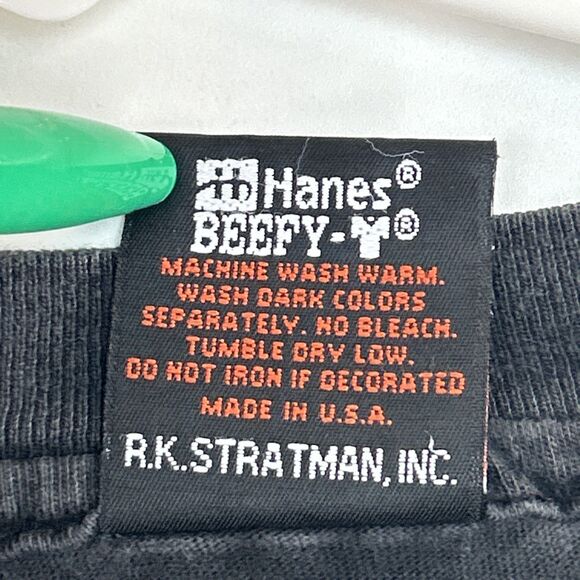 Hanes®
BEEFY-T®
MACHINE WASH WARM.
WASH DARK COLORS
SEPARATELY. NO BLEACH.
TUMBLE DRY LOW.
DO NOT IRON IF DECORATED
MADE IN U.S.A.
R.K.STRATMAN, INC.